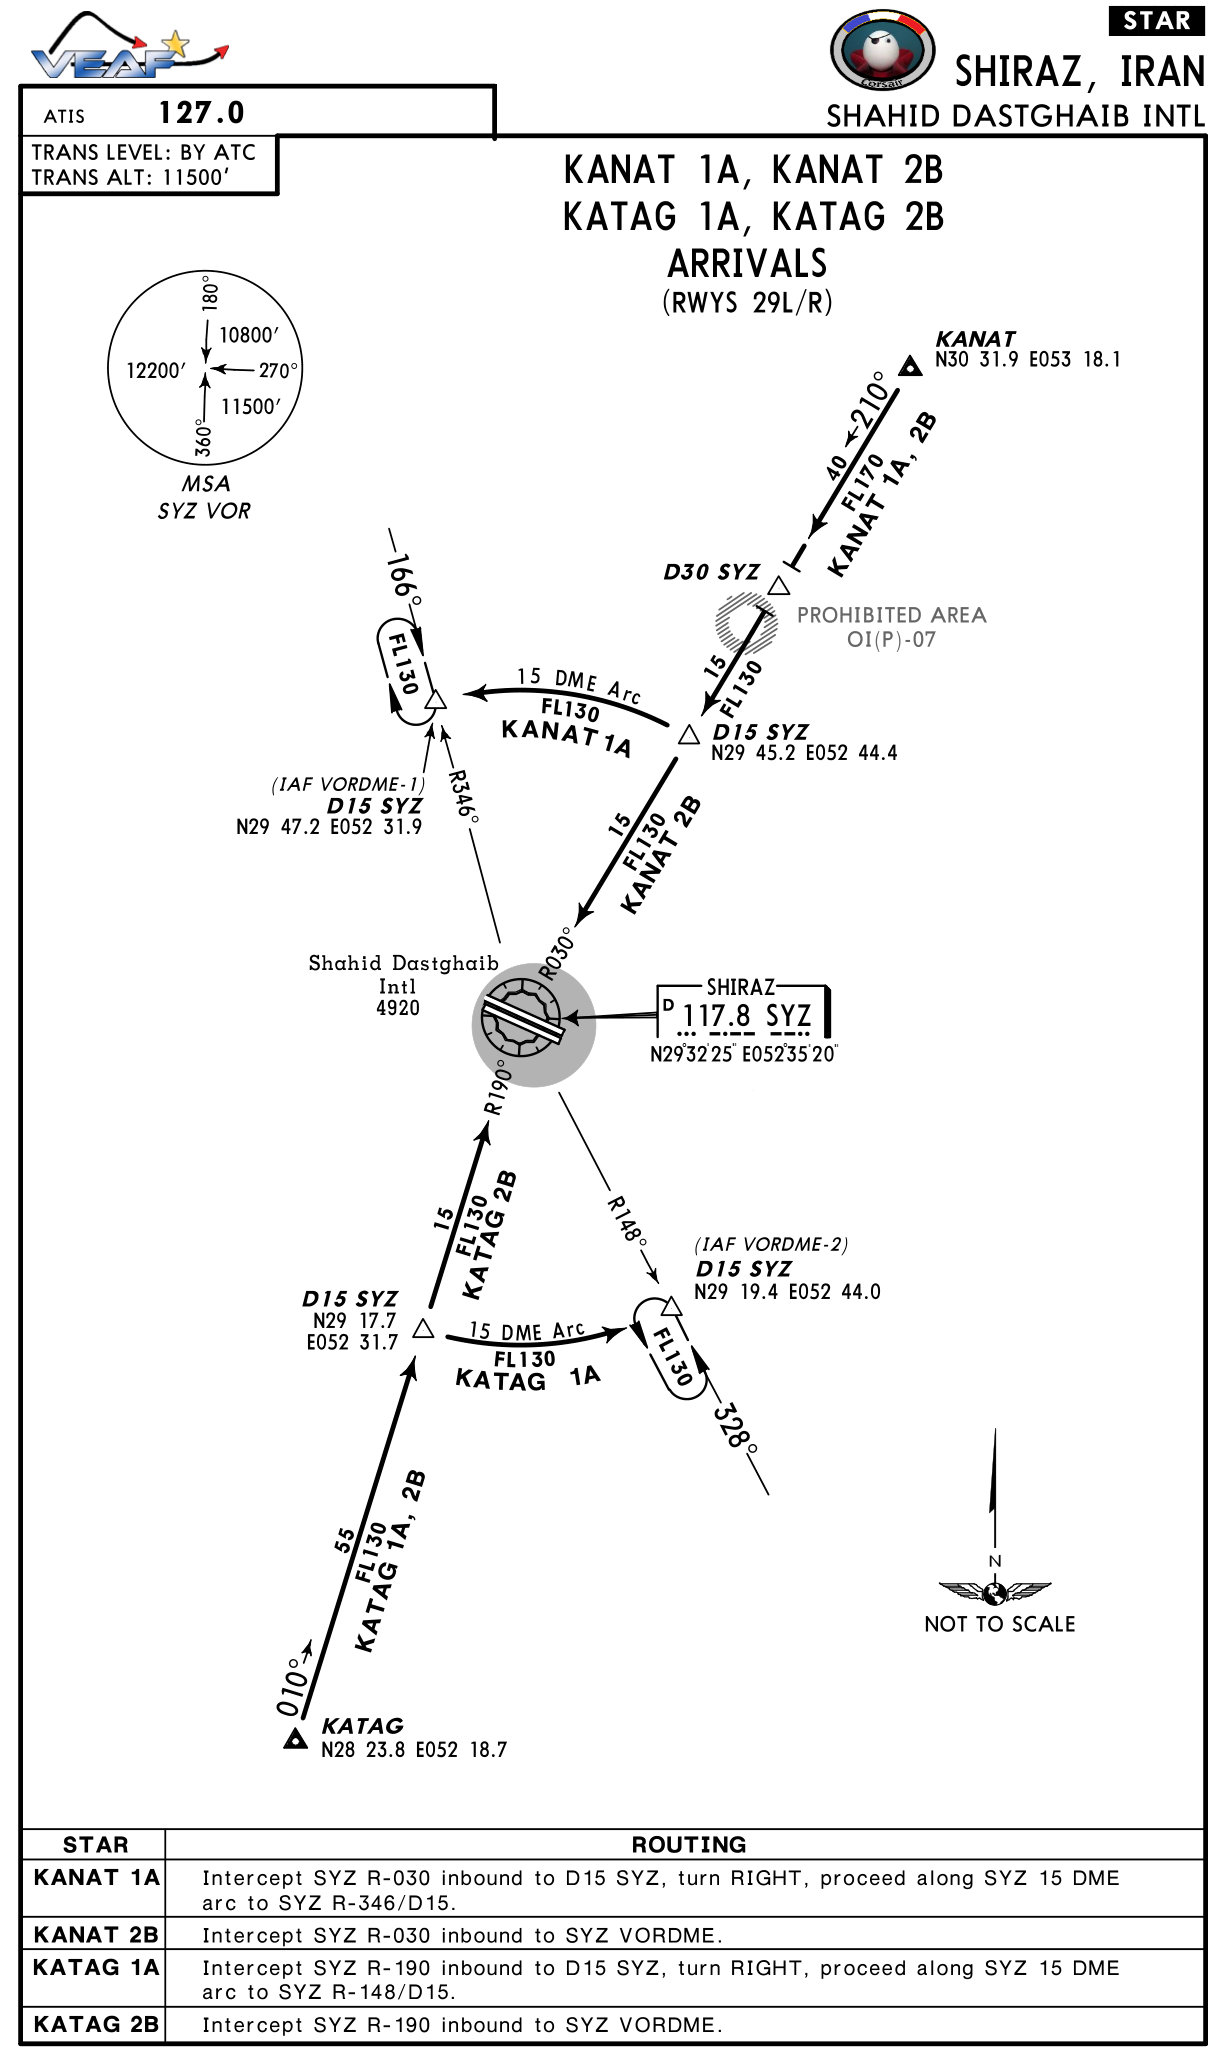 VEAF
Corsair
STAR
SHIRAZ, IRAN
SHAHID DASTGHAIB INTL
ATIS 127.0
TRANS LEVEL: BY ATC
TRANS ALT: 11500'
KANAT 1A, KANAT 2B
KATAG 1A, KATAG 2B
ARRIVALS
(RWYS 29L/R)
180°
10800'
12200'
270°
11500'
360°
MSA
SYZ VOR
KANAT
N30 31.9 E053 18.1
210°
40
FL170
KANAT 1A, 2B
D30 SYZ
PROHIBITED AREA
OI(P)-07
166°
FL130
15 DME Arc
FL130
KANAT 1A
15
FL130
D15 SYZ
N29 45.2 E052 44.4
(IAF VORDME-1)
D15 SYZ
N29 47.2 E052 31.9
R346°
15
FL130
KANAT 2B
R030°
Shahid Dastghaib
Intl
4920
SHIRAZ
D 117.8 SYZ
N29°32'25" E052°35'20"
R190°
15
FL130
KATAG 2B
R148°
(IAF VORDME-2)
D15 SYZ
N29 19.4 E052 44.0
D15 SYZ
N29 17.7
E052 31.7
15 DME Arc
FL130
KATAG 1A
FL130
328°
55
FL130
KATAG 1A, 2B
010°
KATAG
N28 23.8 E052 18.7
N
NOT TO SCALE
STAR ROUTING
KANAT 1A Intercept SYZ R-030 inbound to D15 SYZ, turn RIGHT, proceed along SYZ 15 DME
arc to SYZ R-346/D15.
KANAT 2B Intercept SYZ R-030 inbound to SYZ VORDME.
KATAG 1A Intercept SYZ R-190 inbound to D15 SYZ, turn RIGHT, proceed along SYZ 15 DME
arc to SYZ R-148/D15.
KATAG 2B Intercept SYZ R-190 inbound to SYZ VORDME.